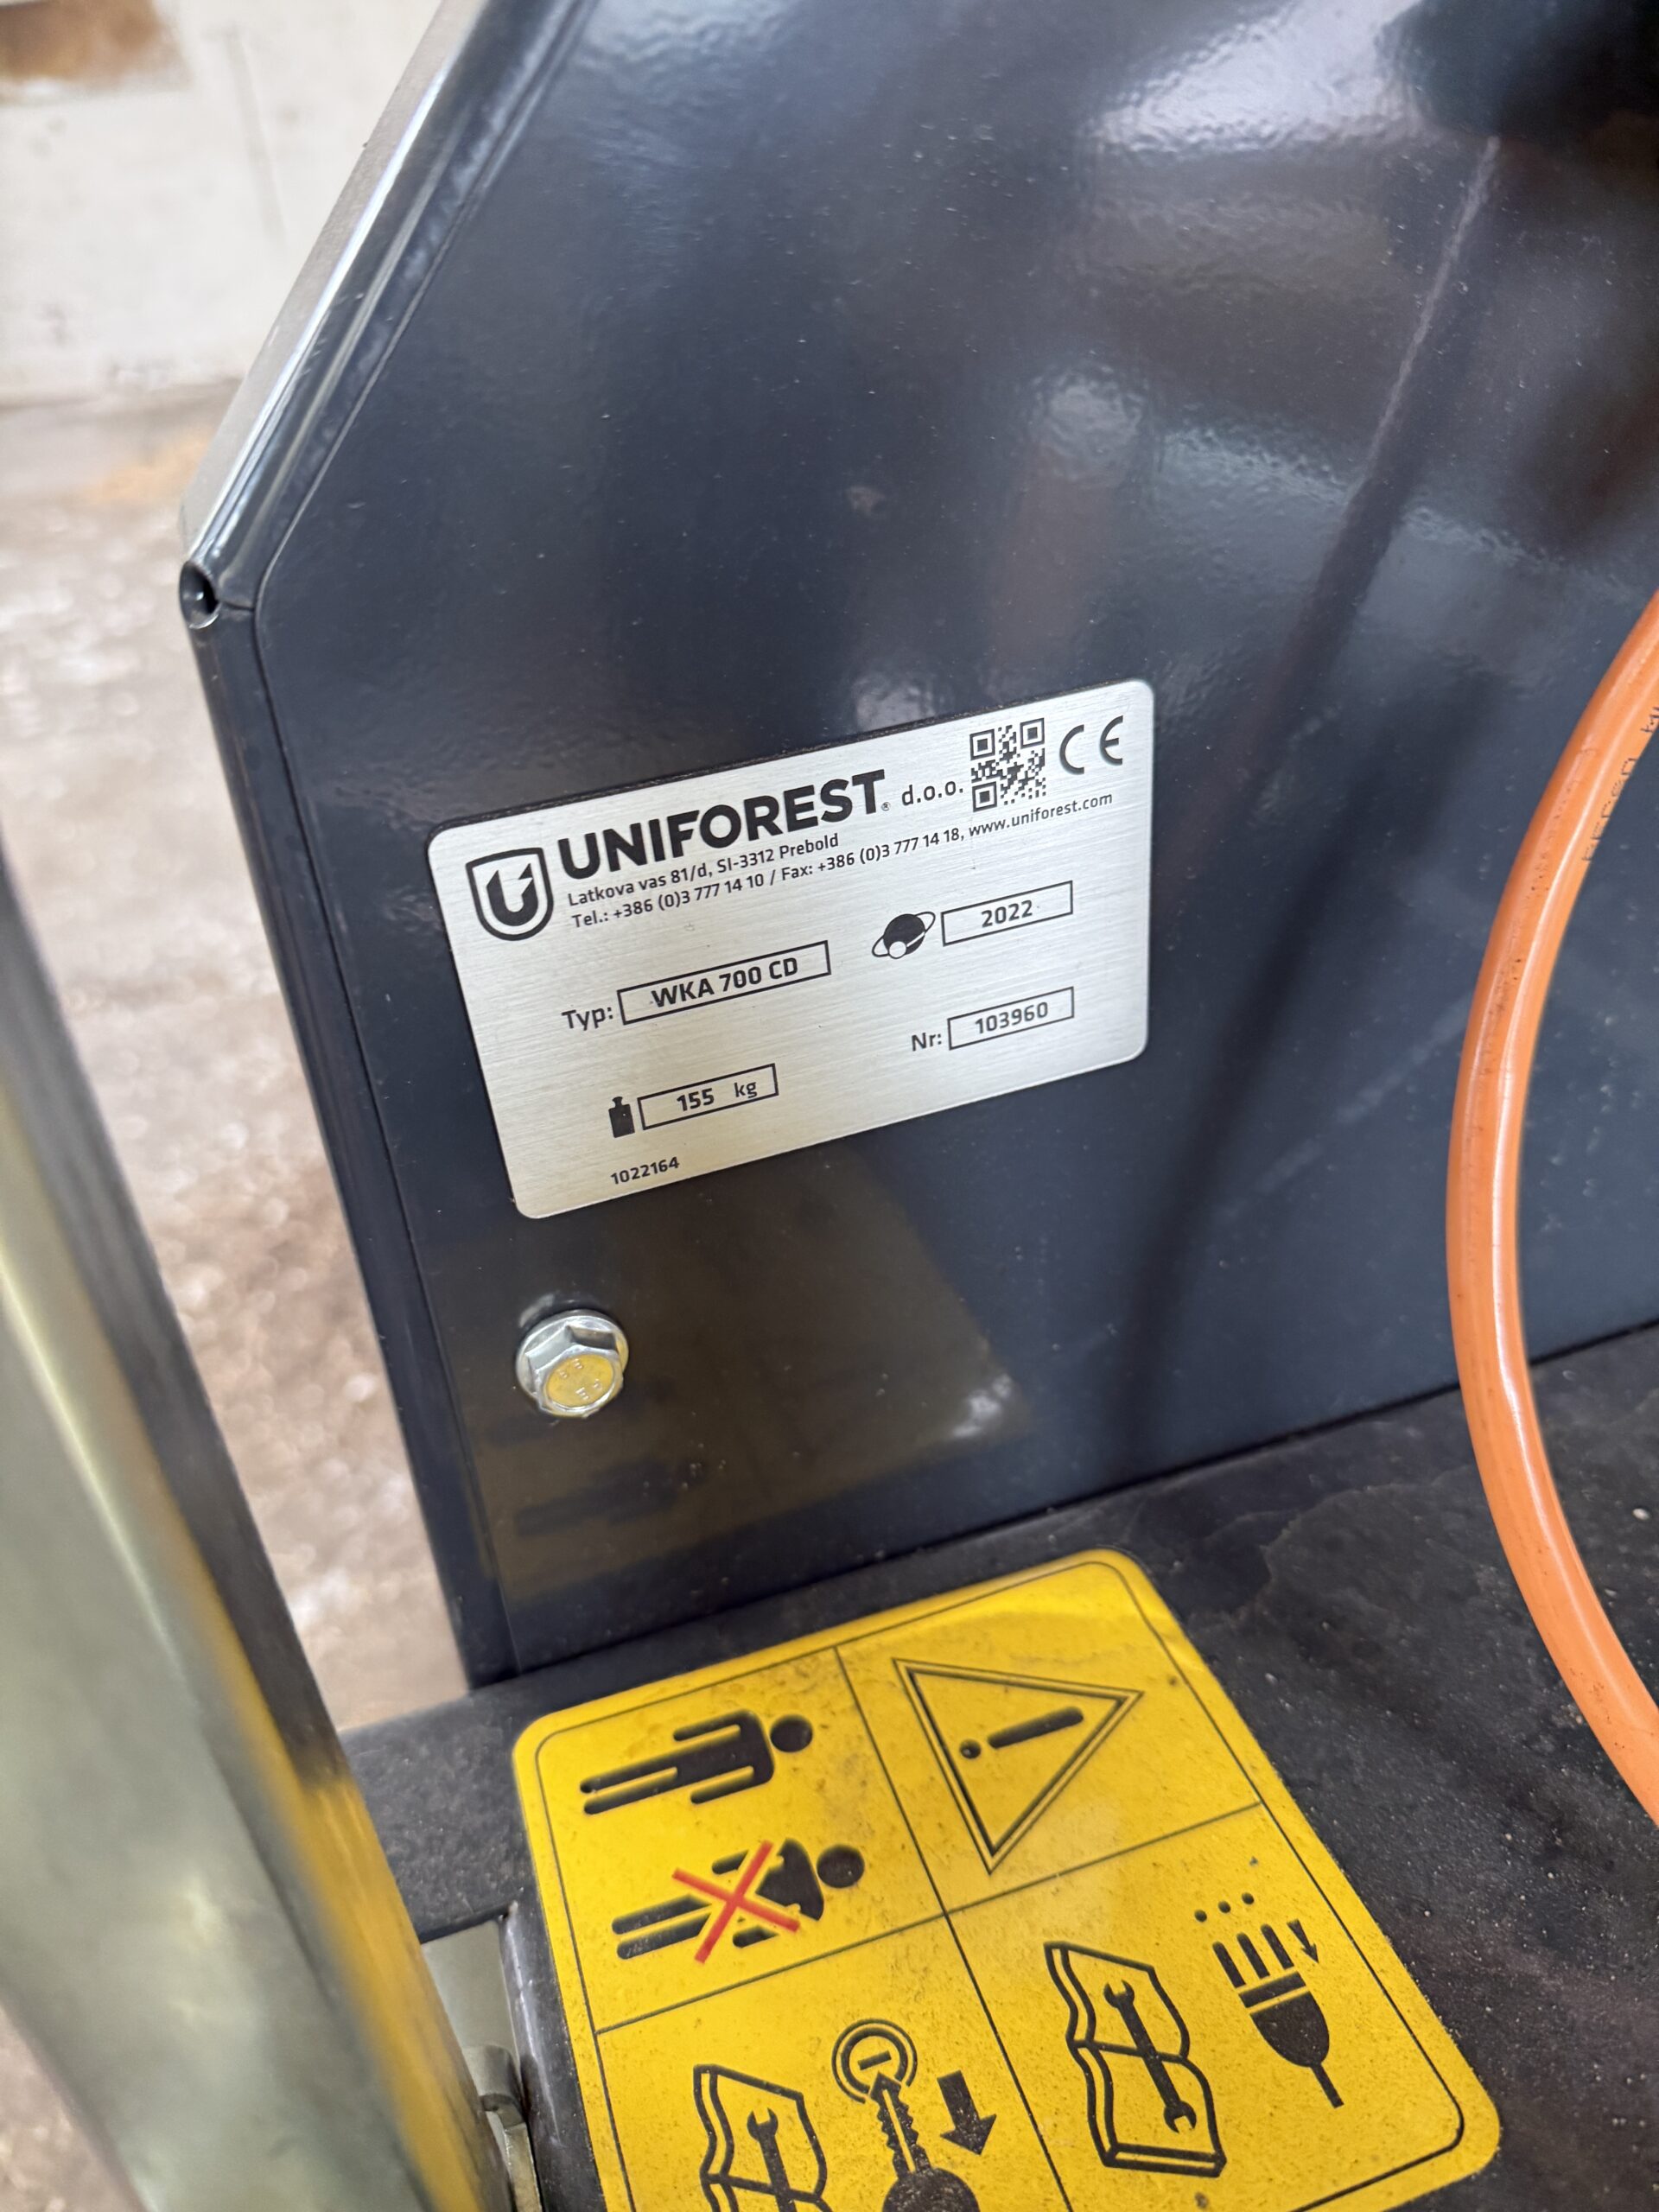 UNIFOREST® d.o.o. CE
Latkova vas 81/d, SI-3312 Prebold
Tel.: +386 (0)3 777 14 10 / Fax: +386 (0)3 777 14 18, www.uniforest.com
Typ: WKA 700 CD
2022
Nr: 103960
155 kg
1022164